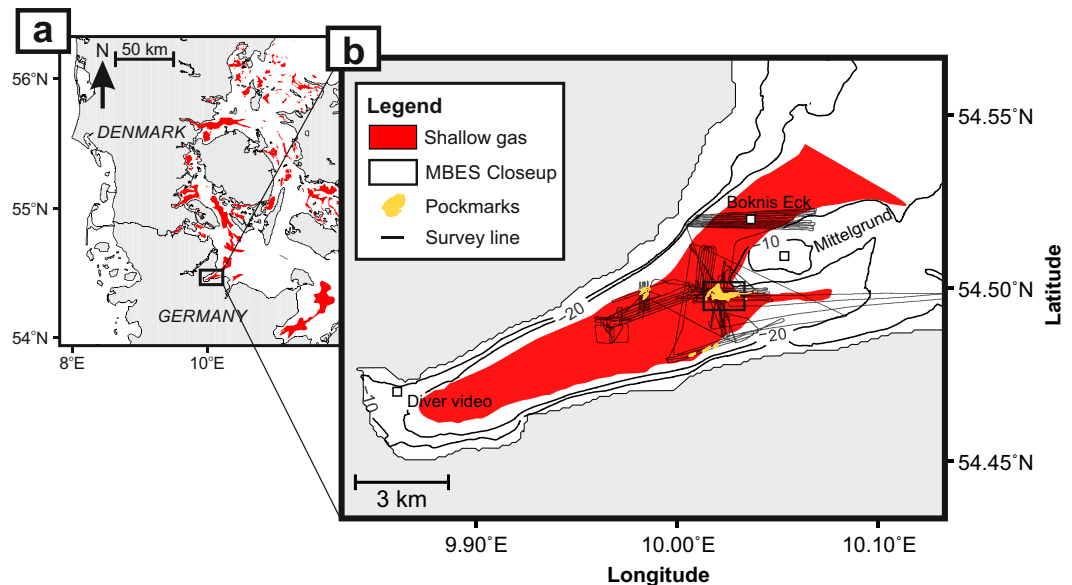 a
b
N
50 km
56°N
55°N
54°N
8°E
10°E
DENMARK
GERMANY
Legend
Shallow gas
MBES Closeup
Pockmarks
Survey line
Boknis Eck
Mittelgrund
Diver video
−10
−20
−20
−10
3 km
54.55°N
54.50°N
54.45°N
Latitude
9.90°E
10.00°E
10.10°E
Longitude